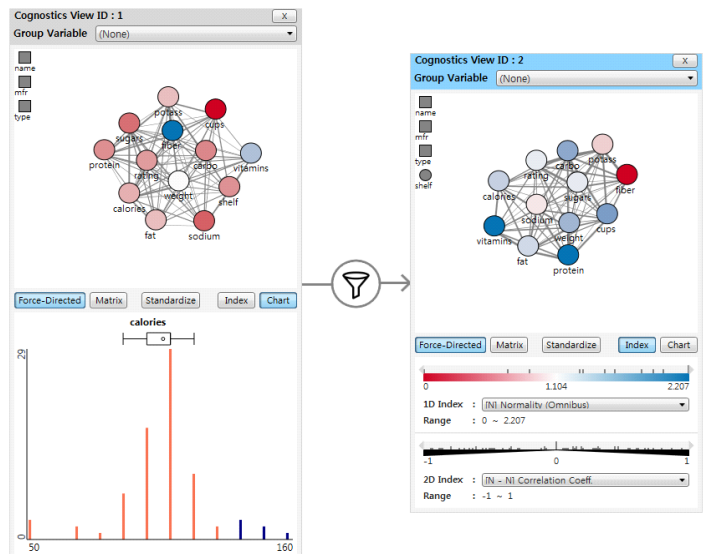 Cognostics View ID : 1
x
Group Variable
(None)
name
mfr
type
potass
cups
sugars
fiber
protein
rating
carbo
vitamins
weight
calories
shelf
fat
sodium
Force-Directed
Matrix
Standardize
Index
Chart
calories
29
0
50
160
Cognostics View ID : 2
x
Group Variable
(None)
name
mfr
type
shelf
potass
carbo
rating
fiber
calories
sugars
sodium
cups
weight
vitamins
fat
protein
Force-Directed
Matrix
Standardize
Index
Chart
0
1.104
2.207
1D Index :
[N] Normality (Omnibus)
Range : 0 ~ 2.207
-1
0
1
2D Index :
[N - N] Correlation Coeff.
Range : -1 ~ 1